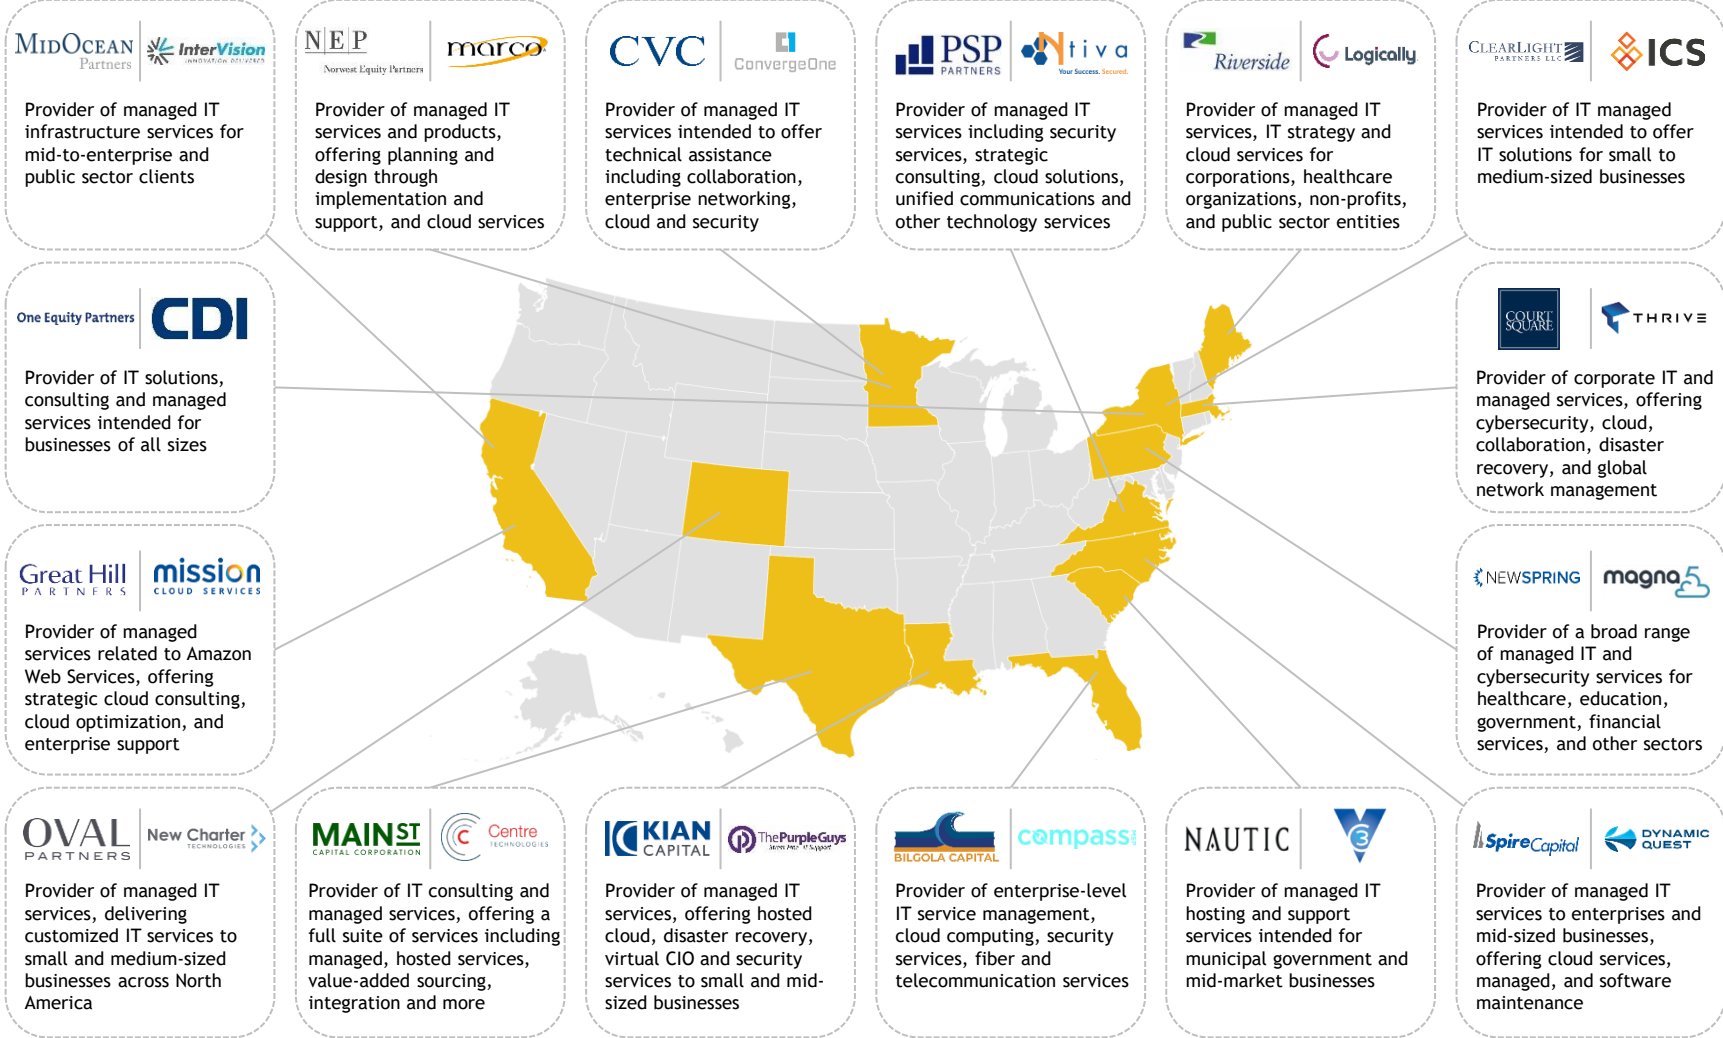 MIDOCEAN
Partners
InterVision
INNOVATION DELIVERED
Provider of managed IT
infrastructure services for
mid-to-enterprise and
public sector clients
NEP
Norwest Equity Partners
marco
Provider of managed IT
services and products,
offering planning and
design through
implementation and
support, and cloud services
CVC
ConvergeOne
Provider of managed IT
services intended to offer
technical assistance
including collaboration,
enterprise networking,
cloud and security
PSP
PARTNERS
Ntiva
Your Success. Secured.
Provider of managed IT
services including security
services, strategic
consulting, cloud solutions,
unified communications and
other technology services
Riverside
Logically
Provider of managed IT
services, IT strategy and
cloud services for
corporations, healthcare
organizations, non-profits,
and public sector entities
CLEARLIGHT
PARTNERS LLC
ICS
Provider of IT managed
services intended to offer
IT solutions for small to
medium-sized businesses
One Equity Partners
CDI
Provider of IT solutions,
consulting and managed
services intended for
businesses of all sizes
COURT
SQUARE
THRIVE
Provider of corporate IT and
managed services, offering
cybersecurity, cloud,
collaboration, disaster
recovery, and global
network management
Great Hill
PARTNERS
mission
CLOUD SERVICES
Provider of managed
services related to Amazon
Web Services, offering
strategic cloud consulting,
cloud optimization, and
enterprise support
NEWSPRING
magna5
Provider of a broad range
of managed IT and
cybersecurity services for
healthcare, education,
government, financial
services, and other sectors
OVAL
PARTNERS
New Charter
TECHNOLOGIES
Provider of managed IT
services, delivering
customized IT services to
small and medium-sized
businesses across North
America
MAIN ST
CAPITAL CORPORATION
C
Centre
TECHNOLOGIES
Provider of IT consulting and
managed services, offering a
full suite of services including
managed, hosted services,
value-added sourcing,
integration and more
KIAN
CAPITAL
ThePurpleGuys
Stress Free IT Support
Provider of managed IT
services, offering hosted
cloud, disaster recovery,
virtual CIO and security
services to small and mid-
sized businesses
BILGOLA CAPITAL
compass
Provider of enterprise-level
IT service management,
cloud computing, security
services, fiber and
telecommunication services
NAUTIC
V3
Provider of managed IT
hosting and support
services intended for
municipal government and
mid-market businesses
SpireCapital
DYNAMIC
QUEST
Provider of managed IT
services to enterprises and
mid-sized businesses,
offering cloud services,
managed, and software
maintenance